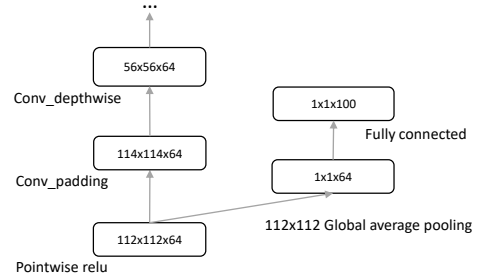 ...
56x56x64
Conv_depthwise
1x1x100
Fully connected
114x114x64
Conv_padding
1x1x64
112x112 Global average pooling
112x112x64
Pointwise relu